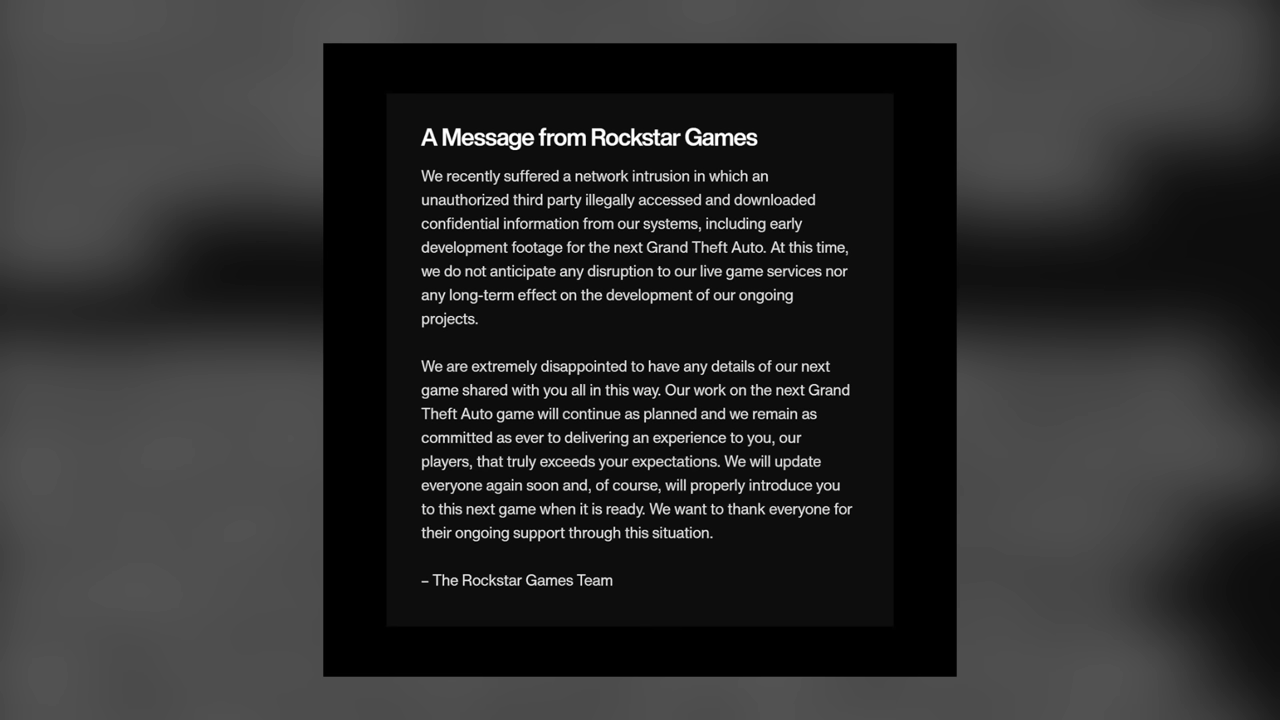 A Message from Rockstar Games
We recently suffered a network intrusion in which an
unauthorized third party illegally accessed and downloaded
confidential information from our systems, including early
development footage for the next Grand Theft Auto. At this time,
we do not anticipate any disruption to our live game services nor
any long-term effect on the development of our ongoing
projects.
We are extremely disappointed to have any details of our next
game shared with you all in this way. Our work on the next Grand
Theft Auto game will continue as planned and we remain as
committed as ever to delivering an experience to you, our
players, that truly exceeds your expectations. We will update
everyone again soon and, of course, will properly introduce you
to this next game when it is ready. We want to thank everyone for
their ongoing support through this situation.
– The Rockstar Games Team